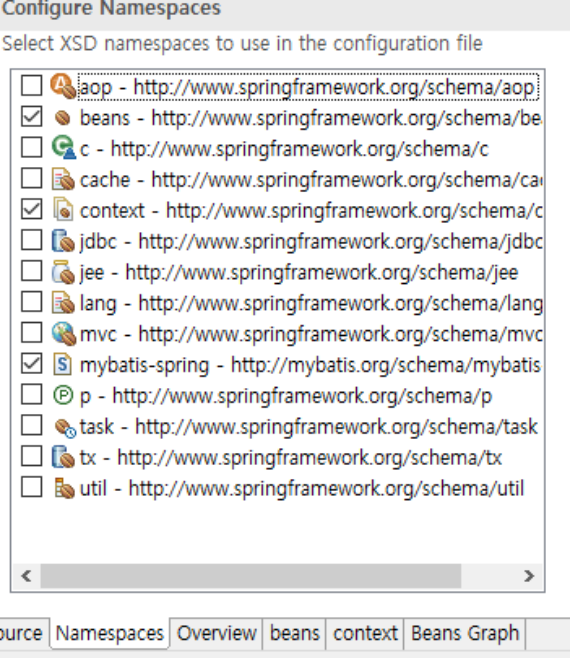 Configure Namespaces
Select XSD namespaces to use in the configuration file
aop - http://www.springframework.org/schema/aop
beans - http://www.springframework.org/schema/be
c - http://www.springframework.org/schema/c
cache - http://www.springframework.org/schema/ca
context - http://www.springframework.org/schema/c
jdbc - http://www.springframework.org/schema/jdbc
jee - http://www.springframework.org/schema/jee
lang - http://www.springframework.org/schema/lang
mvc - http://www.springframework.org/schema/mvc
mybatis-spring - http://mybatis.org/schema/mybatis
p - http://www.springframework.org/schema/p
task - http://www.springframework.org/schema/task
tx - http://www.springframework.org/schema/tx
util - http://www.springframework.org/schema/util
ource Namespaces Overview beans context Beans Graph